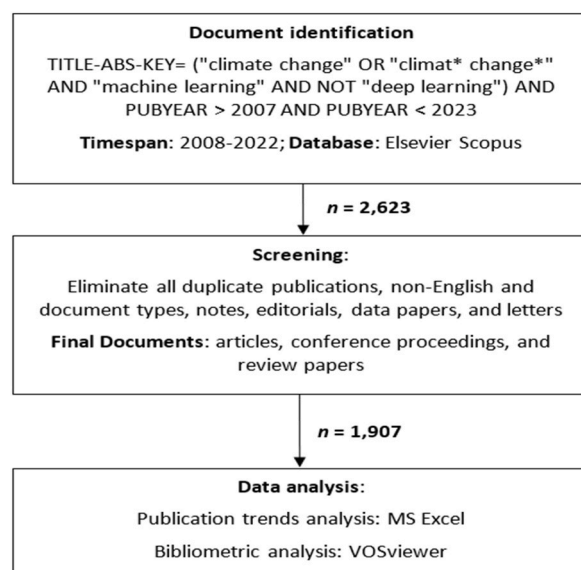 Document identification
TITLE-ABS-KEY= ("climate change" OR "climat* change*"
AND "machine learning" AND NOT "deep learning") AND
PUBYEAR > 2007 AND PUBYEAR < 2023
Timespan: 2008-2022; Database: Elsevier Scopus
n = 2,623
Screening:
Eliminate all duplicate publications, non-English and
document types, notes, editorials, data papers, and letters
Final Documents: articles, conference proceedings, and
review papers
n = 1,907
Data analysis:
Publication trends analysis: MS Excel
Bibliometric analysis: VOSviewer